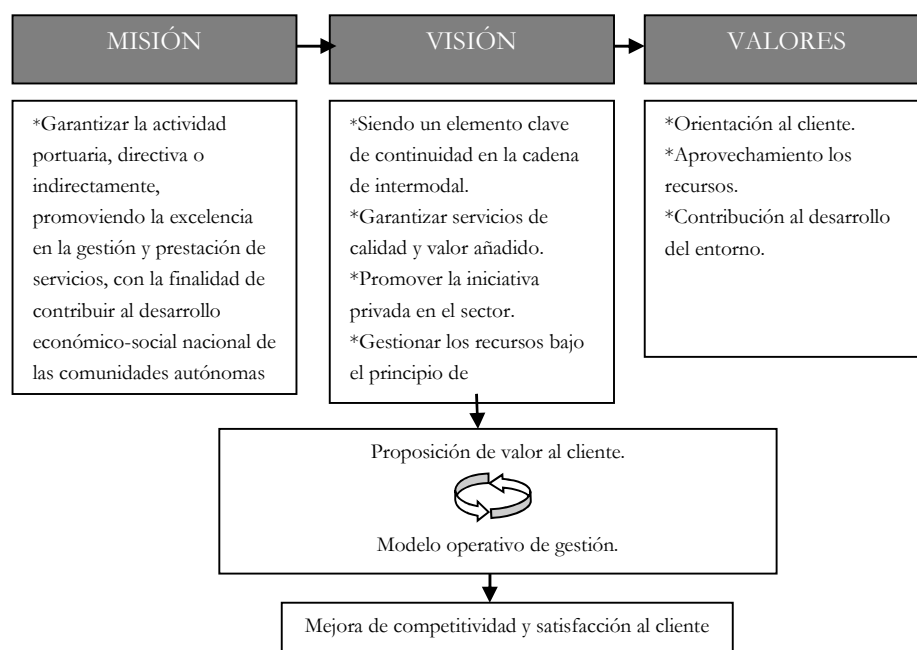 MISIÓN
VISIÓN
VALORES
*Garantizar la actividad
portuaria, directiva o
indirectamente,
promoviendo la excelencia
en la gestión y prestación de
servicios, con la finalidad de
contribuir al desarrollo
económico-social nacional de
las comunidades autónomas
*Siendo un elemento clave
de continuidad en la cadena
de intermodal.
*Garantizar servicios de
calidad y valor añadido.
*Promover la iniciativa
privada en el sector.
*Gestionar los recursos bajo
el principio de
*Orientación al cliente.
*Aprovechamiento los
recursos.
*Contribución al desarrollo
del entorno.
Proposición de valor al cliente.
Modelo operativo de gestión.
Mejora de competitividad y satisfacción al cliente